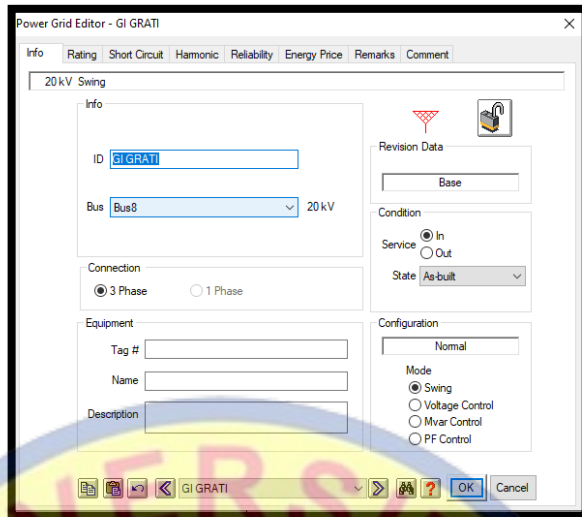 Power Grid Editor - GI GRATI
Info Rating Short Circuit Harmonic Reliability Energy Price Remarks Comment
20 kV Swing
Info
ID GI GRATI
Bus Bus8 20 kV
Revision Data
Base
Condition
Service In
Out
State As-built
Connection
3 Phase 1 Phase
Equipment
Tag #
Name
Description
Configuration
Normal
Mode
Swing
Voltage Control
Mvar Control
PF Control
GI GRATI ? OK Cancel
VERS